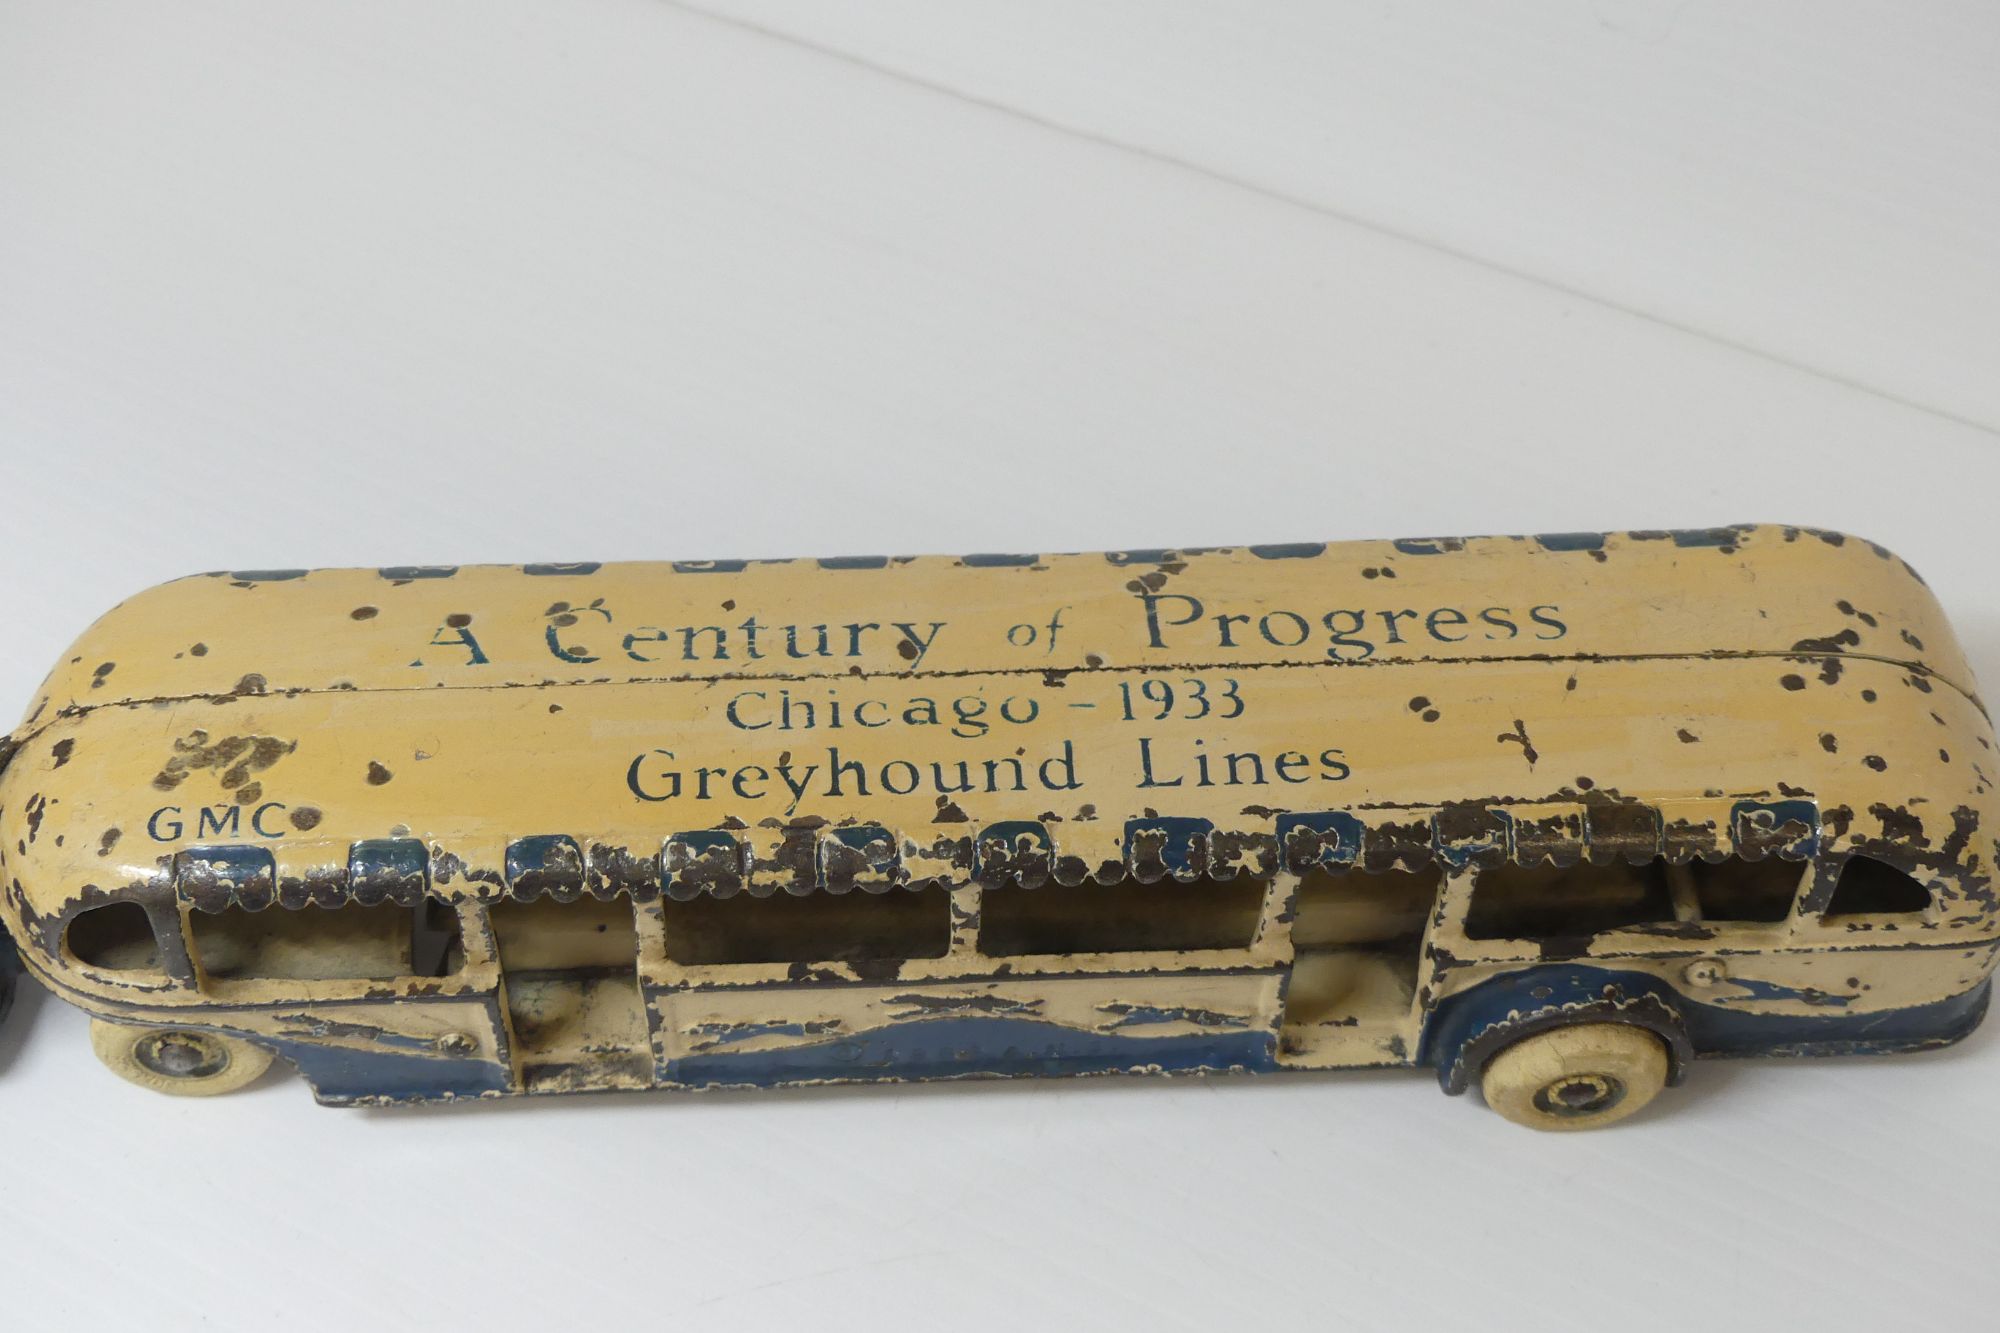 A Century of Progress
Chicago - 1933
Greyhound Lines
GMC